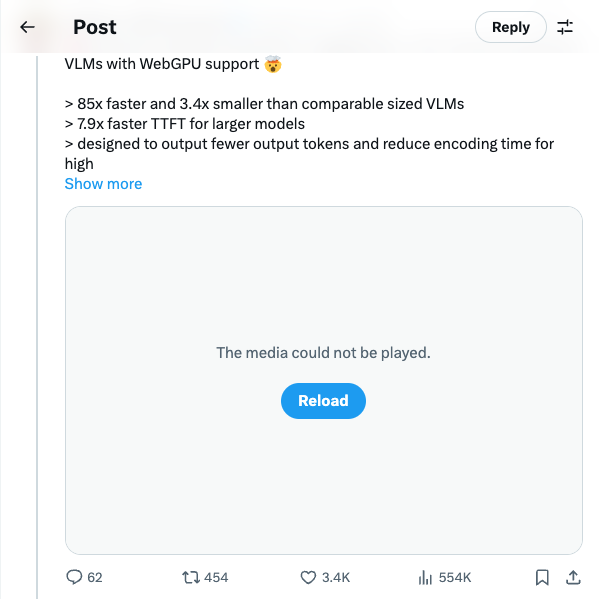 Post
Reply
VLMs with WebGPU support 🤯
> 85x faster and 3.4x smaller than comparable sized VLMs
> 7.9x faster TTFT for larger models
> designed to output fewer output tokens and reduce encoding time for
high
Show more
The media could not be played.
Reload
62
454
3.4K
554K